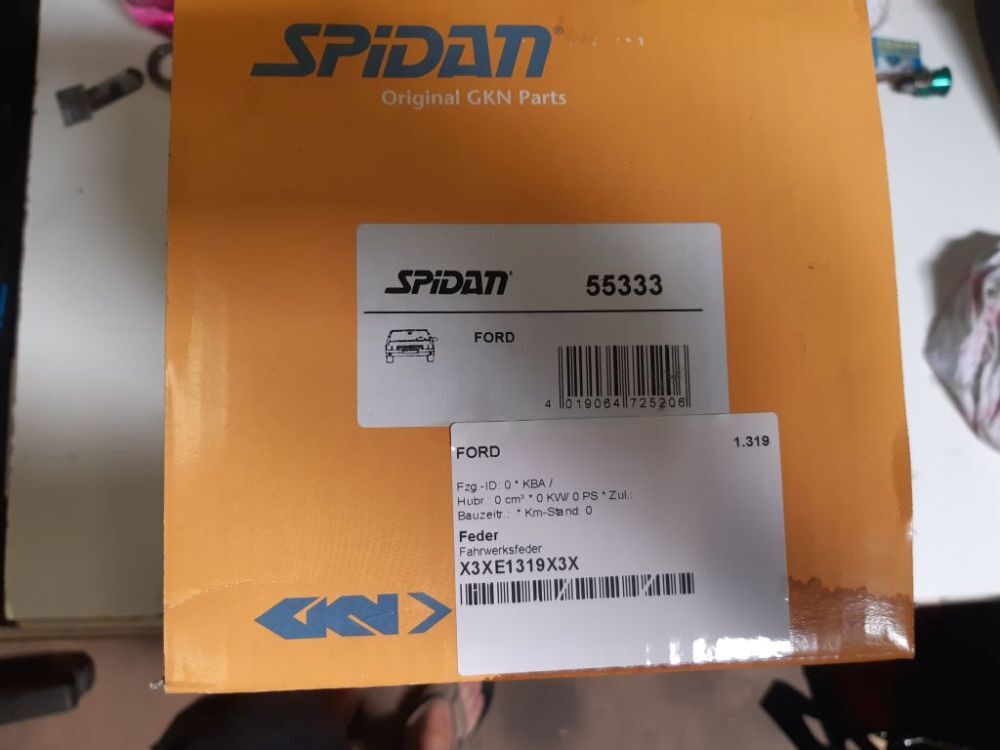 SPiDAN®
Original GKN Parts
SPiDAN® 55333
FORD
4 019064 725206
FORD 1.319
Fzg.-ID: 0 * KBA /
Hubr.: 0 cm³ * 0 KW/ 0 PS * Zul.:
Bauzeitr.: * Km-Stand: 0
Feder
Fahrwerksfeder
X3XE1319X3X
GKN